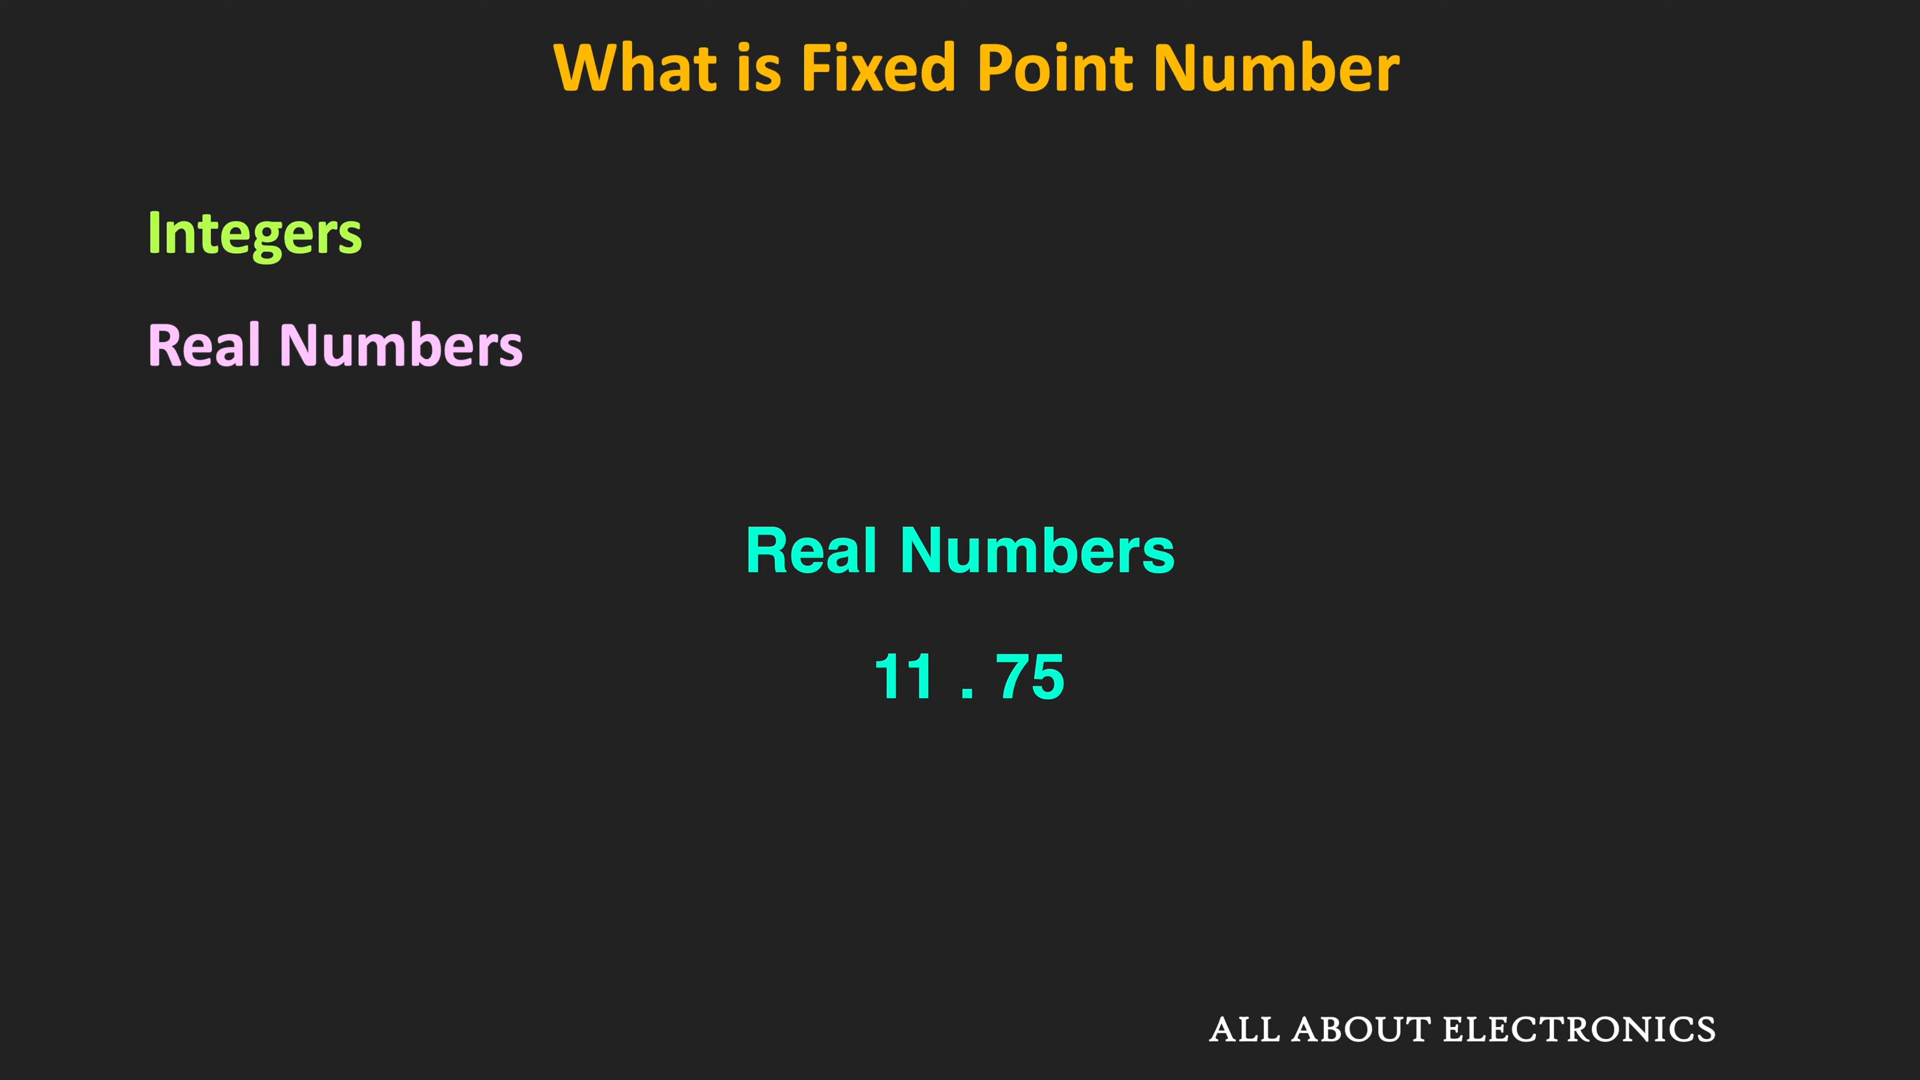 What is Fixed Point Number
Integers
Real Numbers
Real Numbers
11 . 75
ALL ABOUT ELECTRONICS